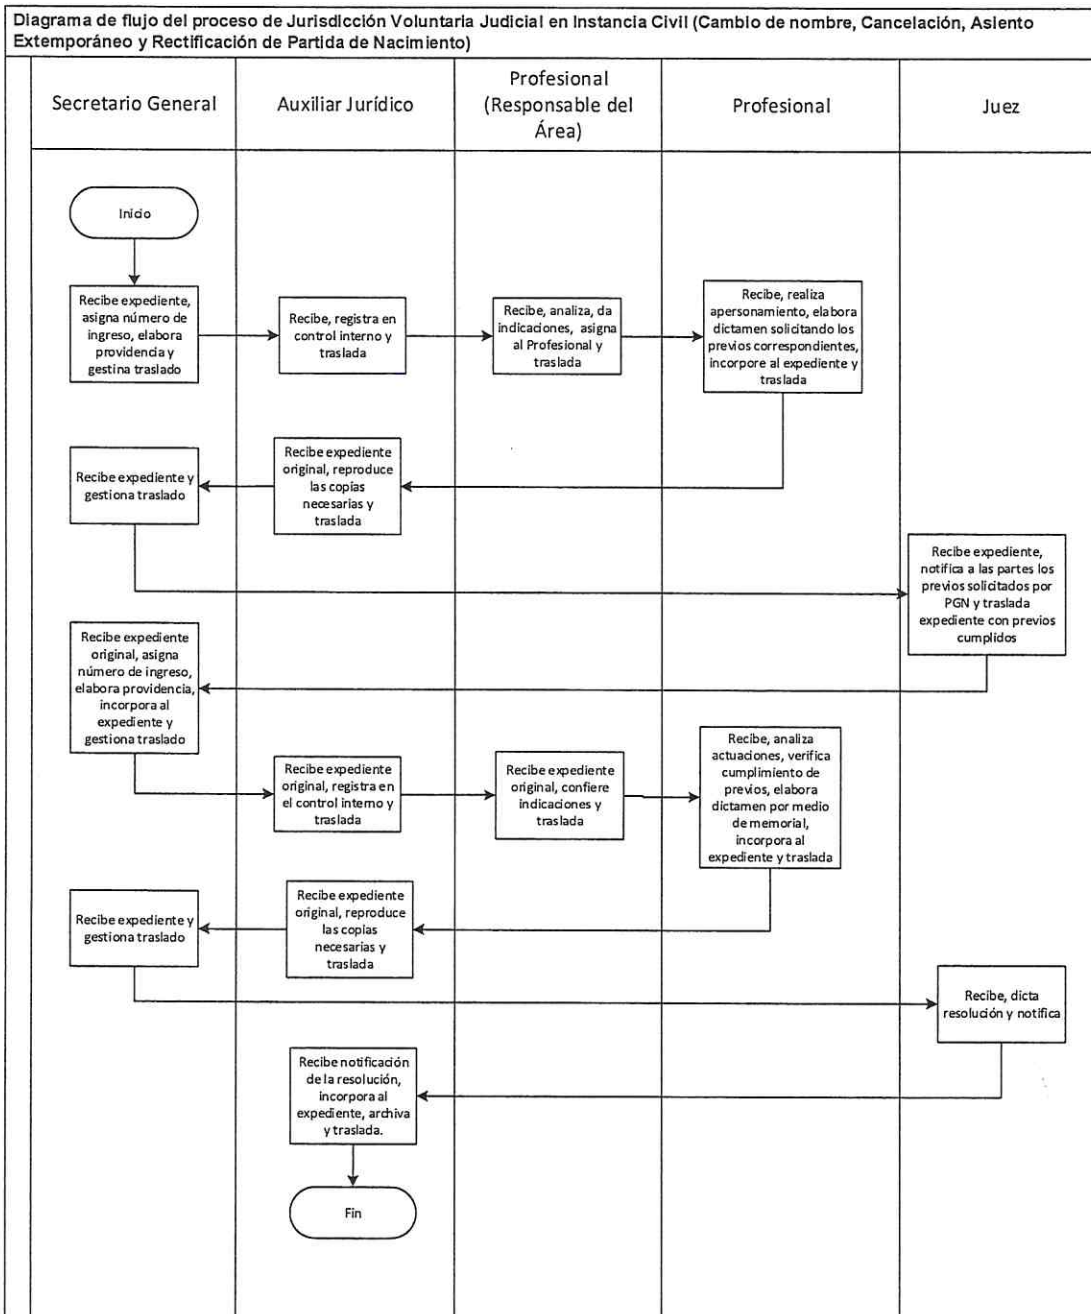 Diagrama de flujo del proceso de Jurisdicción Voluntaria Judicial en Instancia Civil (Cambio de nombre, Cancelación, Asiento
Extemporáneo y Rectificación de Partida de Nacimiento)
Secretario General
Auxiliar Jurídico
Profesional
(Responsable del
Área)
Profesional
Juez
Inicio
Recibe expediente,
asigna número de
ingreso, elabora
providencia y
gestina traslado
Recibe, registra en
control interno y
traslada
Recibe, analiza, da
indicaciones, asigna
al Profesional y
traslada
Recibe, realiza
apersonamiento, elabora
dictamen solicitando los
previos correspondientes,
incorpore al expediente y
traslada
Recibe expediente
original, reproduce
las copias
necesarias y
traslada
Recibe expediente y
gestiona traslado
Recibe expediente,
notifica a las partes los
previos solicitados por
PGN y traslada
expediente con previos
cumplidos
Recibe expediente
original, asigna
número de ingreso,
elabora providencia,
incorpora al
expediente y
gestiona traslado
Recibe expediente
original, registra en
el control interno y
traslada
Recibe expediente
original, confiere
indicaciones y
traslada
Recibe, analiza
actuaciones, verifica
cumplimiento de
previos, elabora
dictamen por medio
de memorial,
incorpora al
expediente y traslada
Recibe expediente
original, reproduce
las copias
necesarias y
traslada
Recibe expediente y
gestiona traslado
Recibe, dicta
resolución y notifica
Recibe notificación
de la resolución,
incorpora al
expediente, archiva
y traslada.
Fin